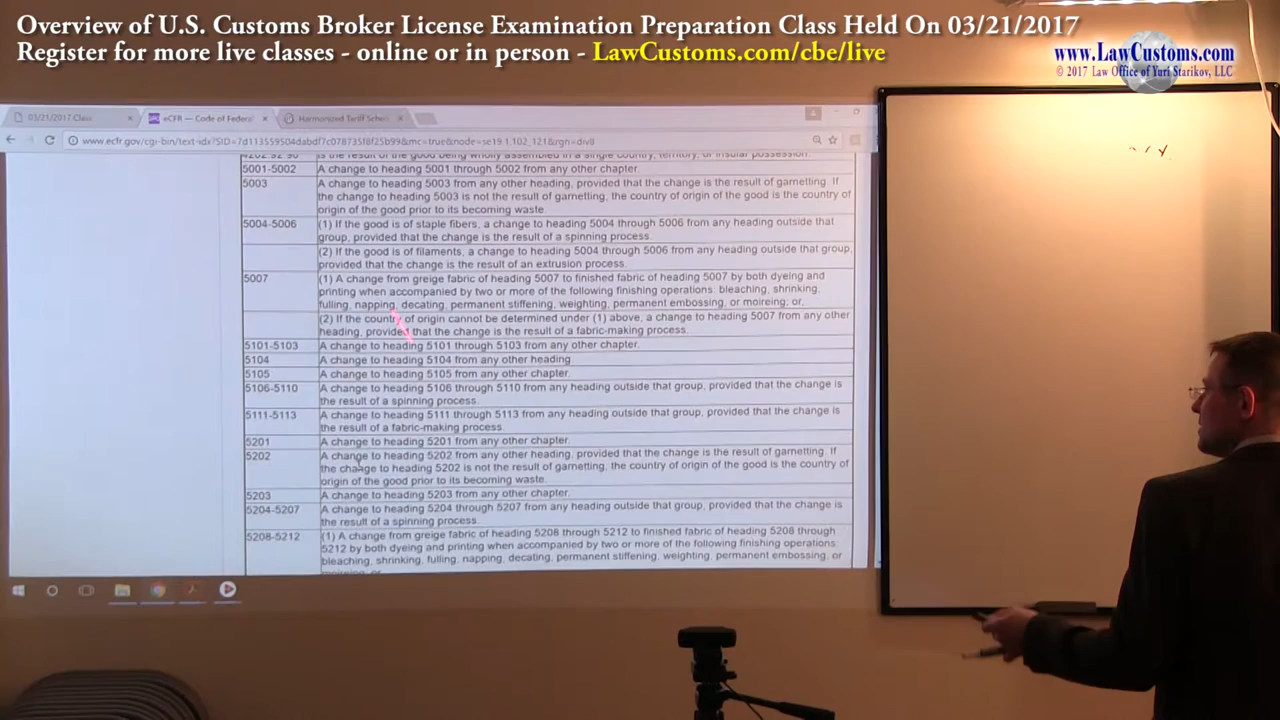 Overview of U.S. Customs Broker License Examination Preparation Class Held On 03/21/2017
Register for more live classes - online or in person - LawCustoms.com/cbe/live
www.LawCustoms.com
© 2017 Law Office of Yuri Starikov, LLC
03/21/2017 Class
eCFR — Code of Federal
Harmonized Tariff Sche
is the result of the good being wholly assembled in a single country, territory, or insular possession.
5001-5002 A change to heading 5001 through 5002 from any other chapter.
5003 A change to heading 5003 from any other heading, provided that the change is the result of garnetting. If
the change to heading 5003 is not the result of garnetting, the country of origin of the good is the country of
origin of the good prior to its becoming waste
5004-5006 (1) If the good is of staple fibers, a change to heading 5004 through 5006 from any heading outside that
group, provided that the change is the result of a spinning process.
(2) If the good is of filaments, a change to heading 5004 through 5006 from any heading outside that group,
provided that the change is the result of an extrusion process.
5007 (1) A change from greige fabric of heading 5007 to finished fabric of heading 5007 by both dyeing and
printing when accompanied by two or more of the following finishing operations: bleaching, shrinking,
fulling, napping, decating, permanent stiffening, weighting, permanent embossing, or moireing; or
(2) If the country of origin cannot be determined under (1) above, a change to heading 5007 from any other
heading, provided that the change is the result of a fabric-making process.
5101-5103 A change to heading 5101 through 5103 from any other chapter.
5104 A change to heading 5104 from any other heading.
5105 A change to heading 5105 from any other chapter.
5106-5110 A change to heading 5106 through 5110 from any heading outside that group, provided that the change is
the result of a spinning process.
5111-5113 A change to heading 5111 through 5113 from any heading outside that group, provided that the change is
the result of a fabric-making process.
5201 A change to heading 5201 from any other chapter.
5202 A change to heading 5202 from any other heading, provided that the change is the result of garnetting. If
the change to heading 5202 is not the result of garnetting, the country of origin of the good is the country of
origin of the good prior to its becoming waste.
5203 A change to heading 5203 from any other chapter.
5204-5207 A change to heading 5204 through 5207 from any heading outside that group, provided that the change is
the result of a spinning process.
5208-5212 (1) A change from greige fabric of heading 5208 through 5212 to finished fabric of heading 5208 through
5212 by both dyeing and printing when accompanied by two or more of the following finishing operations:
bleaching, shrinking, fulling, napping, decating, permanent stiffening, weighting, permanent embossing, or